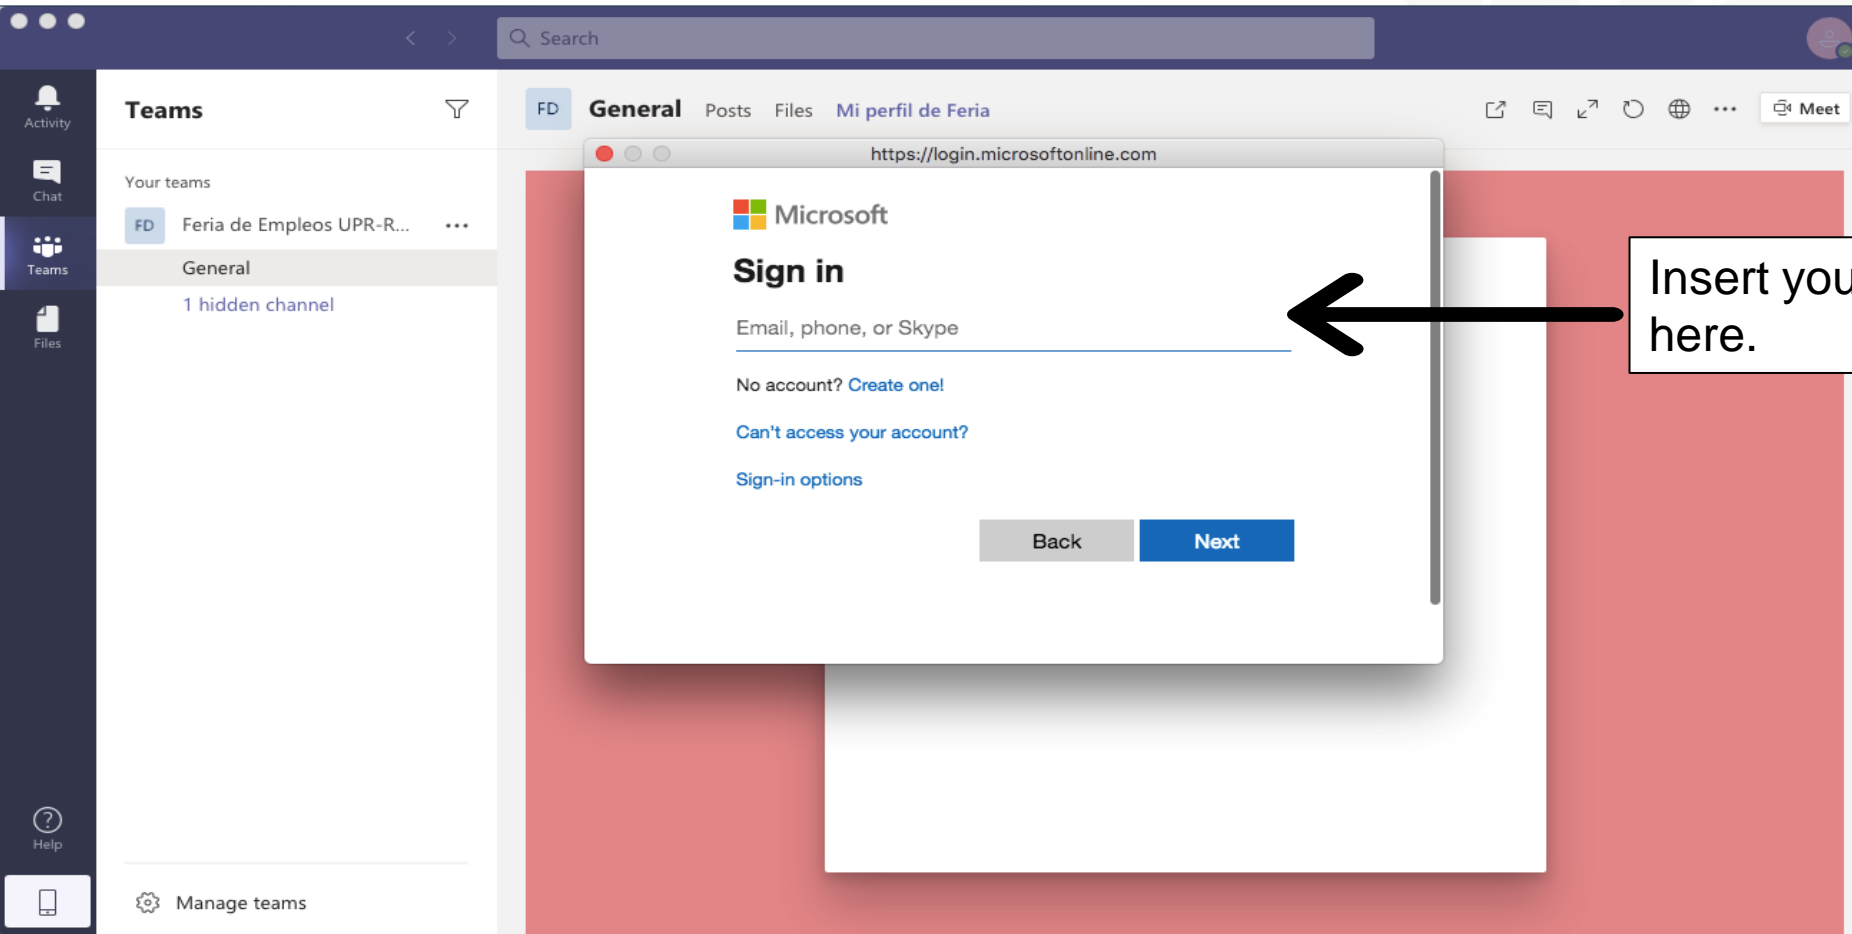 Search
Activity
Chat
Teams
Files
Help
Teams
Your teams
FD
Feria de Empleos UPR-R...
General
1 hidden channel
Manage teams
FD
General Posts Files Mi perfil de Feria
Meet
https://login.microsoftonline.com
Microsoft
Sign in
Email, phone, or Skype
No account? Create one!
Can't access your account?
Sign-in options
Back Next
Insert
here.